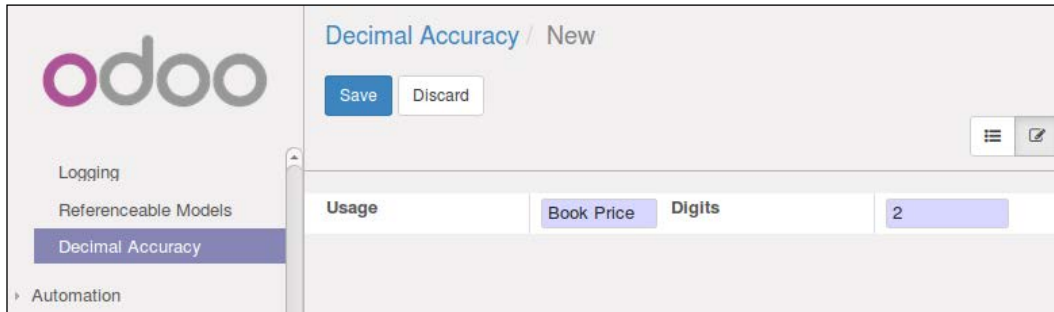 odoo
Logging
Referenceable Models
Decimal Accuracy
Automation
Decimal Accuracy / New
Save Discard
Usage Book Price Digits 2